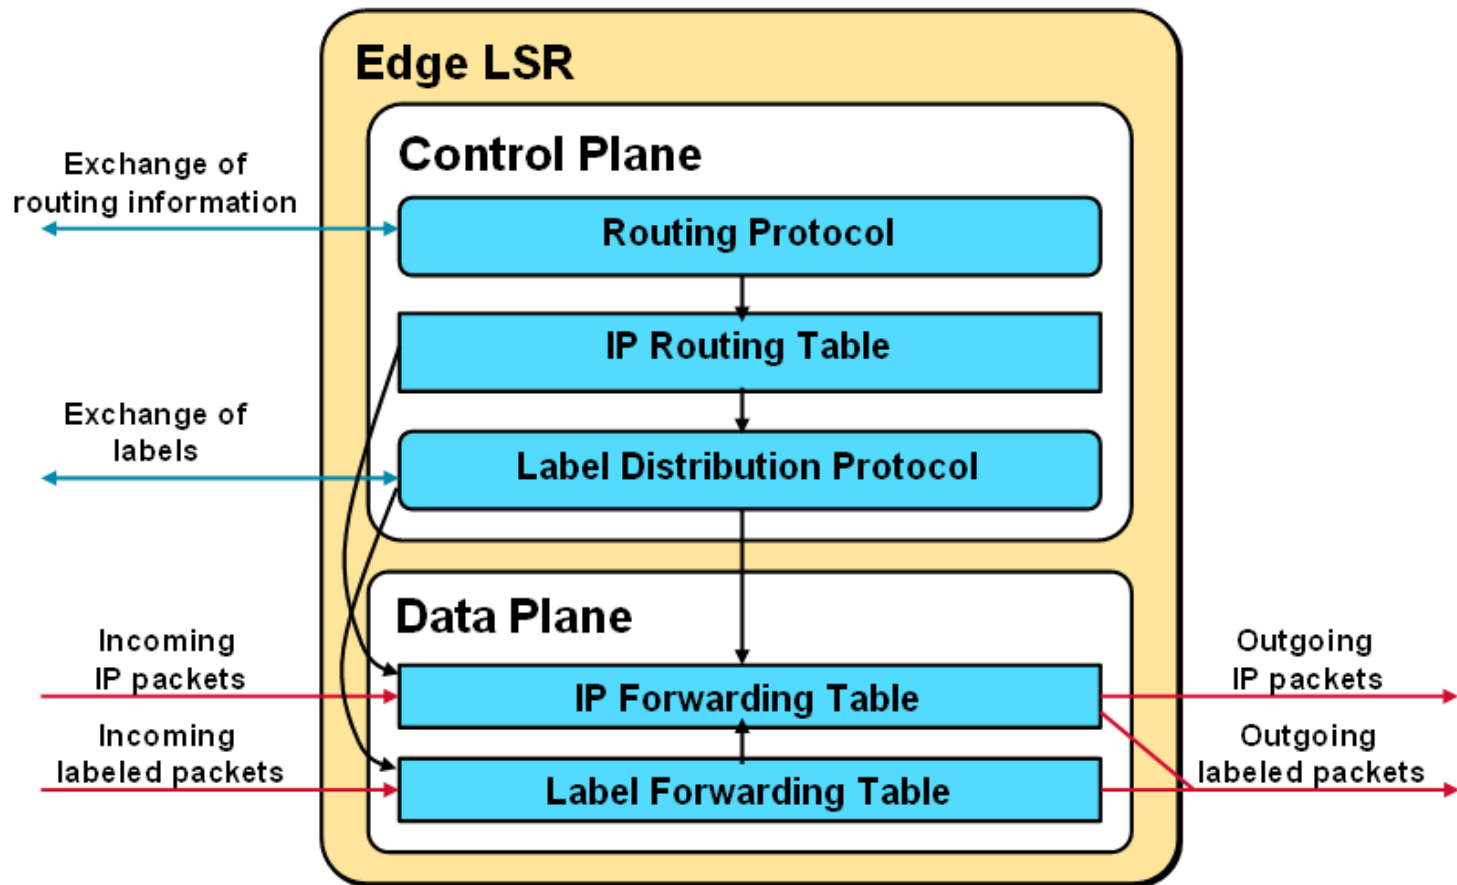 Edge LSR
Control Plane
Exchange of
routing information
Routing Protocol
IP Routing Table
Exchange of
labels
Label Distribution Protocol
Data Plane
Incoming
IP packets
IP Forwarding Table
Outgoing
IP packets
Incoming
labeled packets
Label Forwarding Table
Outgoing
labeled packets